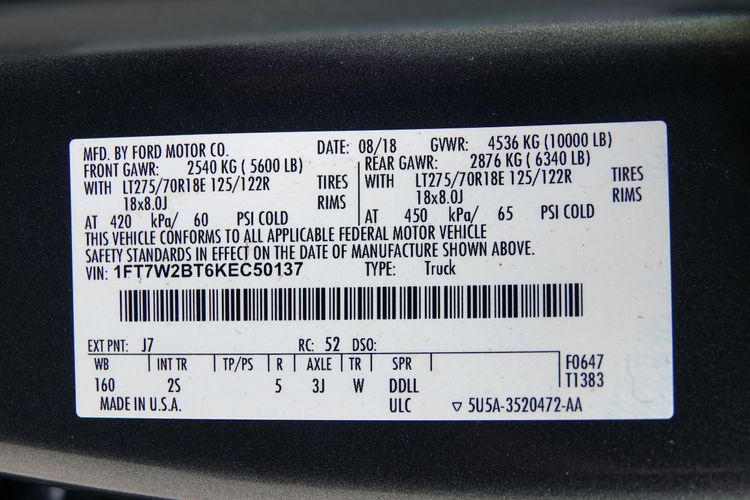 MFD. BY FORD MOTOR CO. DATE: 08/18 GVWR: 4536 KG (10000 LB)
FRONT GAWR: 2540 KG ( 5600 LB) REAR GAWR: 2876 KG ( 6340 LB)
WITH LT275/70R18E 125/122R TIRES WITH LT275/70R18E 125/122R TIRES
18x8.0J RIMS 18x8.0J RIMS
AT 420 kPa/ 60 PSI COLD AT 450 kPa/ 65 PSI COLD
THIS VEHICLE CONFORMS TO ALL APPLICABLE FEDERAL MOTOR VEHICLE
SAFETY STANDARDS IN EFFECT ON THE DATE OF MANUFACTURE SHOWN ABOVE.
VIN: 1FT7W2BT6KEC50137 TYPE: Truck
EXT PNT: J7 RC: 52 DSO:
WB INT TR TP/PS R AXLE TR SPR F0647
160 2S 5 3J W DDLL T1383
MADE IN U.S.A. ULC ▽ 5U5A-3520472-AA